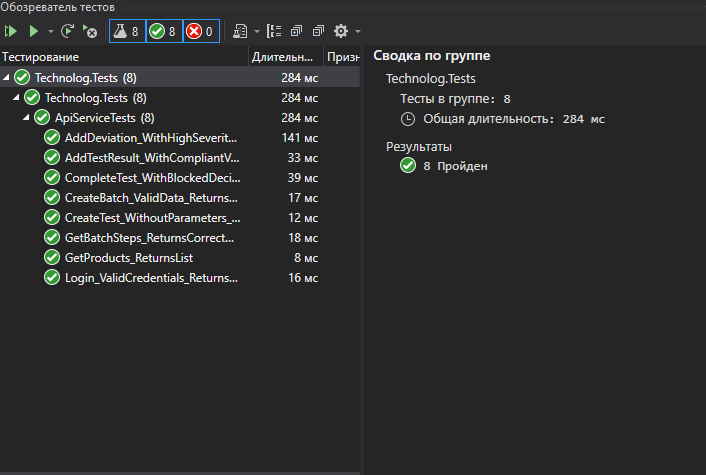 Обозреватель тестов
8 8 0
Тестирование Длительн... Призн
Technolog.Tests (8) 284 мс
Technolog.Tests (8) 284 мс
ApiServiceTests (8) 284 мс
AddDeviation_WithHighSeverit... 141 мс
AddTestResult_WithCompliantV... 33 мс
CompleteTest_WithBlockedDeci... 39 мс
CreateBatch_ValidData_Returns... 17 мс
CreateTest_WithoutParameters_... 12 мс
GetBatchSteps_ReturnsCorrect... 18 мс
GetProducts_ReturnsList 8 мс
Login_ValidCredentials_Returns... 16 мс
Сводка по группе
Technolog.Tests
Тесты в группе: 8
Общая длительность: 284 мс
Результаты
8 Пройден